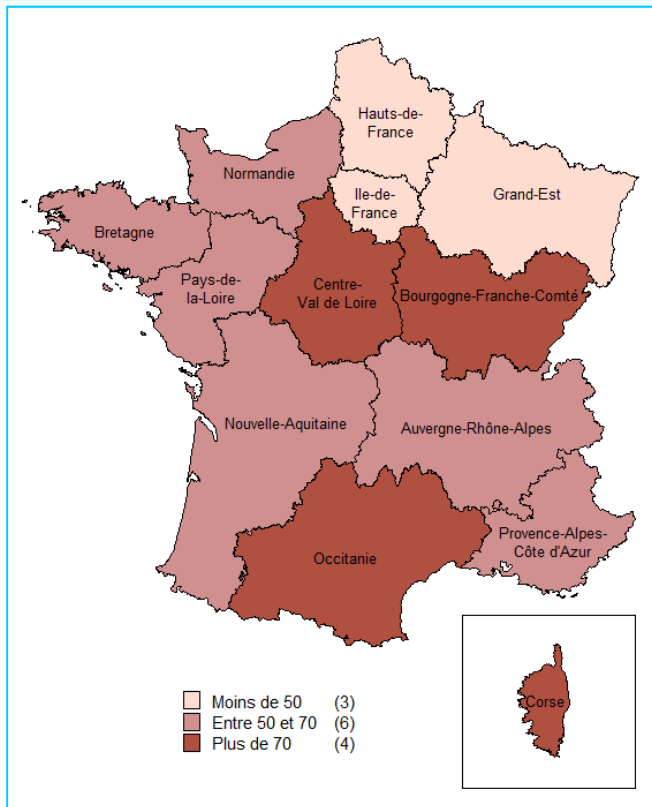 Hauts-de-
France
Normandie
Ile-de-
France
Grand-Est
Bretagne
Pays-de-
la-Loire
Centre-
Val de Loire
Bourgogne-Franche-Comté
Nouvelle-Aquitaine
Auvergne-Rhône-Alpes
Provence-Alpes-
Côte d'Azur
Occitanie
Corse
Moins de 50 (3)
Entre 50 et 70 (6)
Plus de 70 (4)